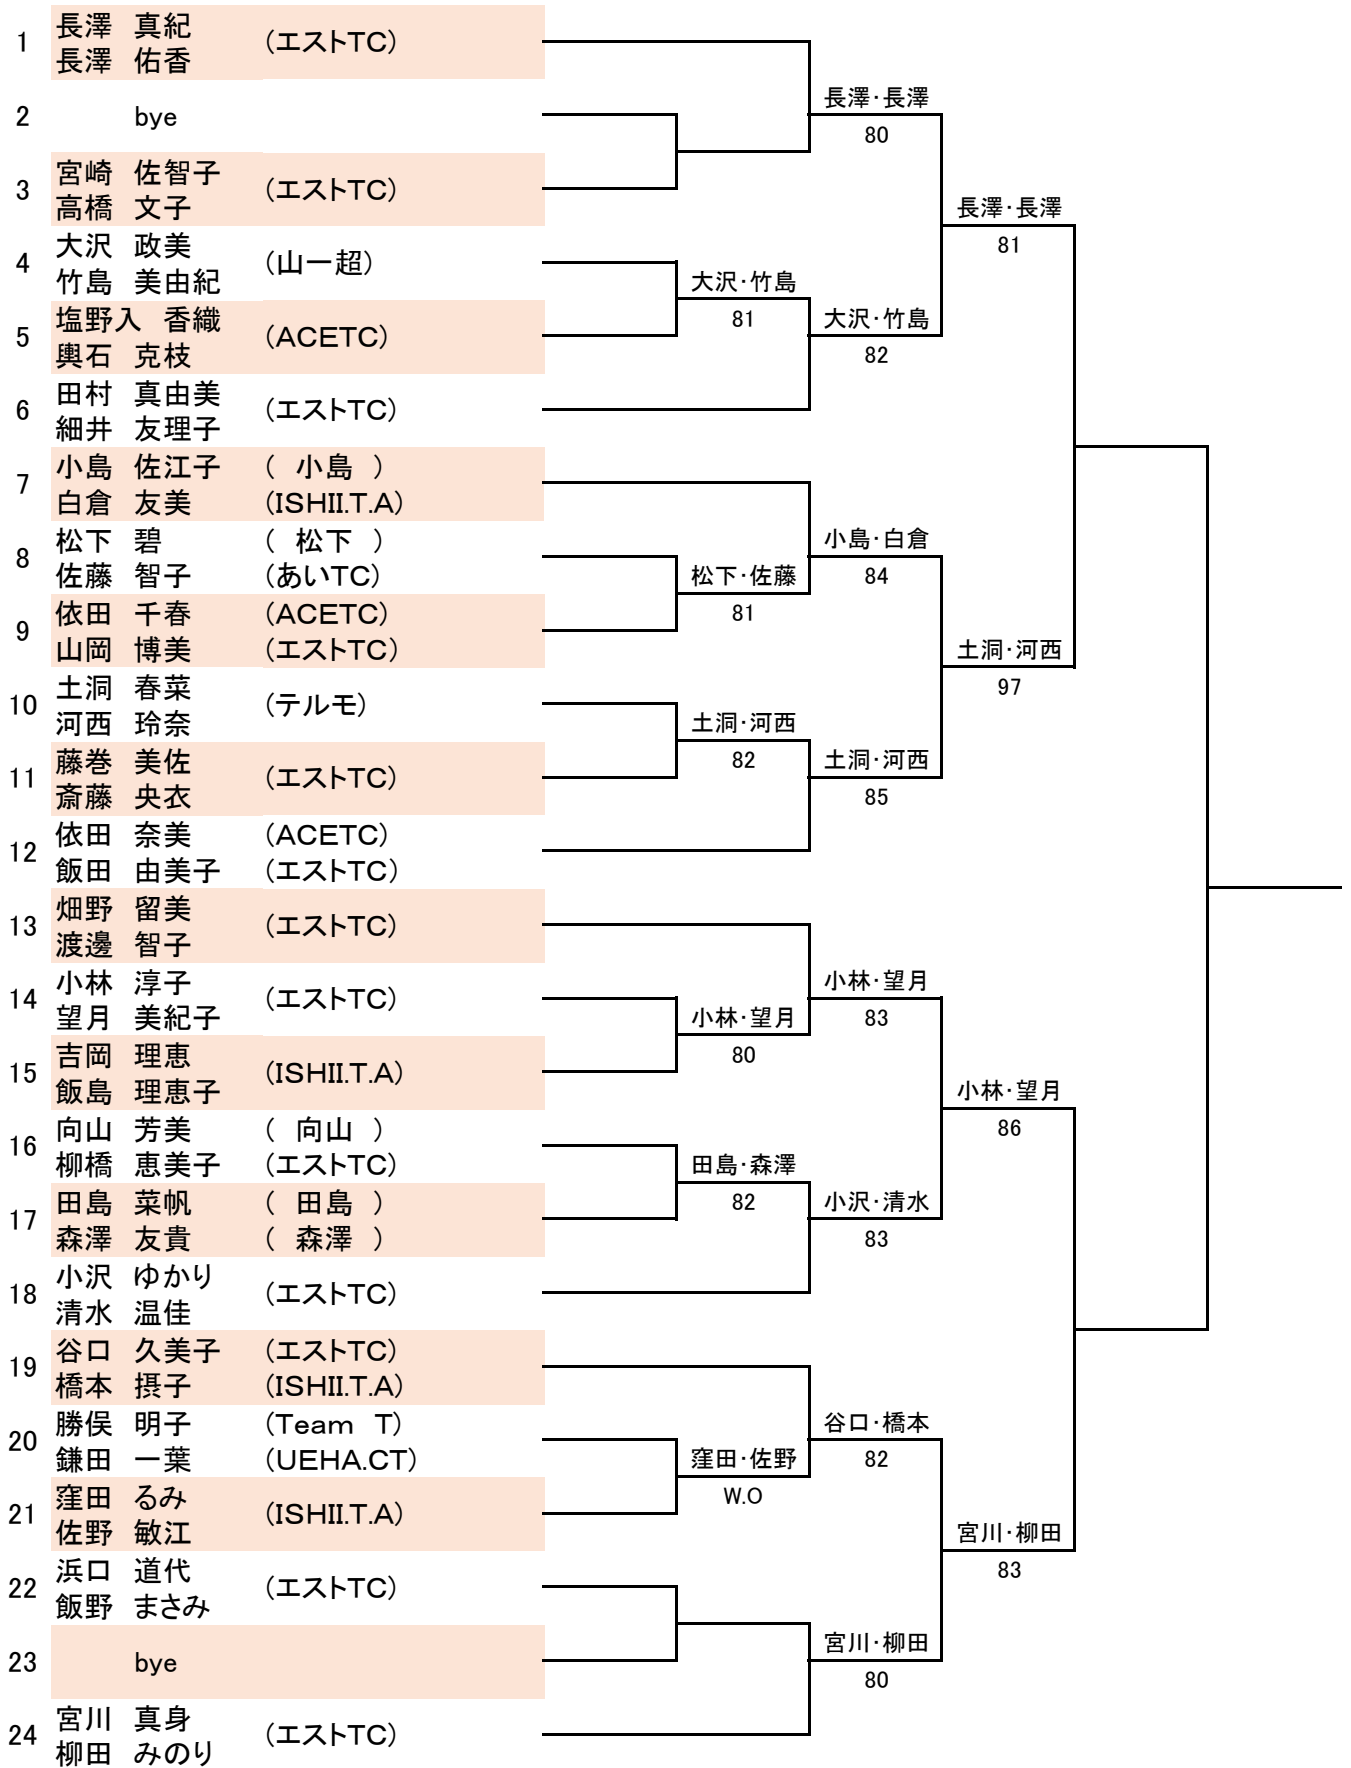 1 長澤 真紀 (エストTC)
長澤 佑香
2 bye
長澤・長澤
80
3 宮崎 佐智子 (エストTC)
高橋 文子
長澤・長澤
81
4 大沢 政美 (山一超)
竹島 美由紀
大沢・竹島
81
5 塩野入 香織 (ACETC)
輿石 克枝
大沢・竹島
82
6 田村 真由美 (エストTC)
細井 友理子
7 小島 佐江子 ( 小島 )
白倉 友美 (ISHII.T.A)
8 松下 碧 ( 松下 )
佐藤 智子 (あいTC)
小島・白倉
84
松下・佐藤
81
9 依田 千春 (ACETC)
山岡 博美 (エストTC)
土洞・河西
97
10 土洞 春菜 (テルモ)
河西 玲奈
土洞・河西
82
11 藤巻 美佐 (エストTC)
斎藤 央衣
土洞・河西
85
12 依田 奈美 (ACETC)
飯田 由美子 (エストTC)
13 畑野 留美 (エストTC)
渡邊 智子
14 小林 淳子 (エストTC)
望月 美紀子
小林・望月
83
小林・望月
80
15 吉岡 理恵 (ISHII.T.A)
飯島 理恵子
小林・望月
86
16 向山 芳美 ( 向山 )
柳橋 恵美子 (エストTC)
田島・森澤
82
17 田島 菜帆 ( 田島 )
森澤 友貴 ( 森澤 )
小沢・清水
83
18 小沢 ゆかり (エストTC)
清水 温佳
19 谷口 久美子 (エストTC)
橋本 摂子 (ISHII.T.A)
20 勝俣 明子 (Team T)
鎌田 一葉 (UEHA.CT)
谷口・橋本
82
窪田・佐野
W.O
21 窪田 るみ (ISHII.T.A)
佐野 敏江
宮川・柳田
83
22 浜口 道代 (エストTC)
飯野 まさみ
23 bye
宮川・柳田
80
24 宮川 真身 (エストTC)
柳田 みのり